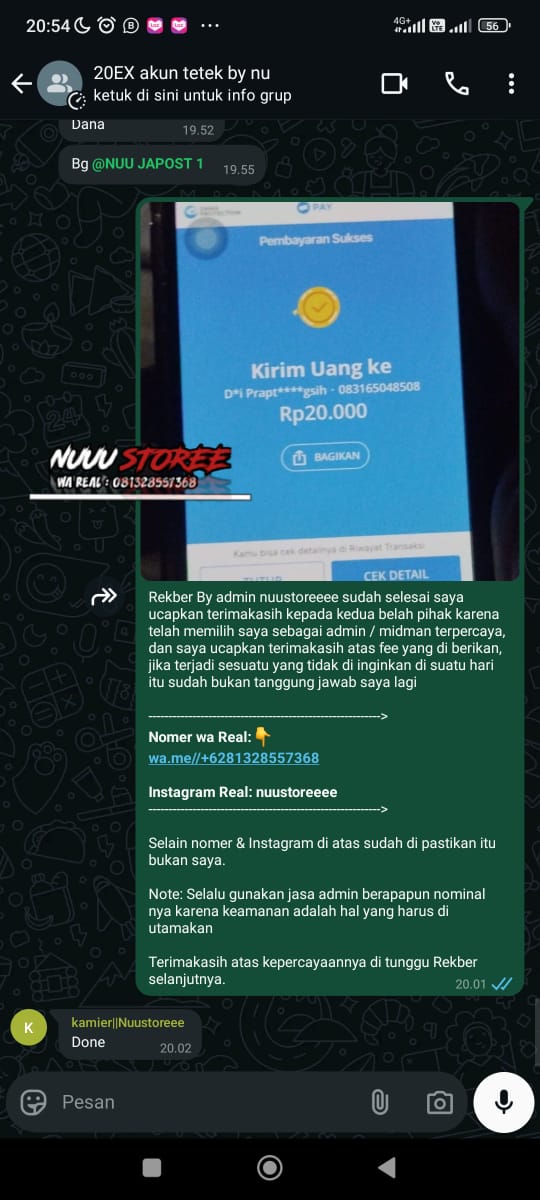 20:54
4G+
Vo
LTE
56
20EX akun tetek by nu
ketuk di sini untuk info grup
Dana
19.52
Bg @NUU JAPOST 1
19.55
PROTECTION
PAY
Pembayaran Sukses
Kirim Uang ke
D*i Prapt****gsih · 083165048508
Rp20.000
BAGIKAN
NUUU STOREE
WA REAL : 081328557368
Kamu bisa cek detailnya di Riwayat Transaksi
TUTUP
CEK DETAIL
Rekber By admin nuustoreeee sudah selesai saya
ucapkan terimakasih kepada kedua belah pihak karena
telah memilih saya sebagai admin / midman terpercaya,
dan saya ucapkan terimakasih atas fee yang di berikan,
jika terjadi sesuatu yang tidak di inginkan di suatu hari
itu sudah bukan tanggung jawab saya lagi
---------------------------------------------------------->
Nomer wa Real:👇
wa.me//+6281328557368
Instagram Real: nuustoreeee
---------------------------------------------------------->
Selain nomer & Instagram di atas sudah di pastikan itu
bukan saya.
Note: Selalu gunakan jasa admin berapapun nominal
nya karena keamanan adalah hal yang harus di
utamakan
Terimakasih atas kepercayaannya di tunggu Rekber
selanjutnya.
20.01
K
kamier||Nuustoreee
Done
20.02
Pesan